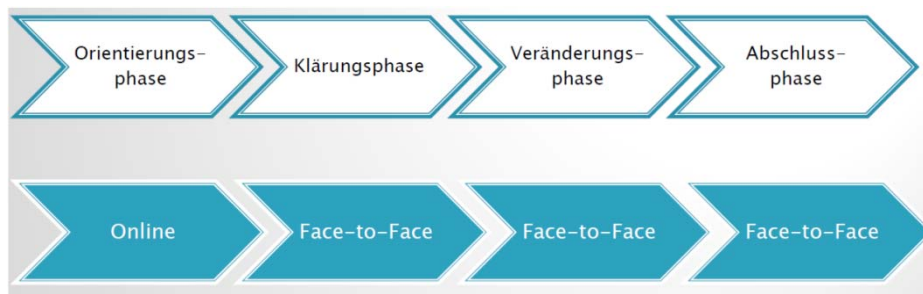 Orientierungs-
phase
Klärungsphase
Veränderungs-
phase
Abschluss-
phase
Online
Face-to-Face
Face-to-Face
Face-to-Face